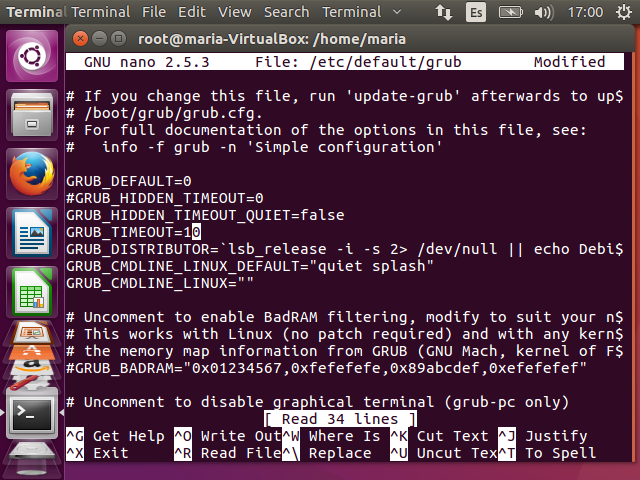 Terminal Terminal File Edit View Search Terminal Es 17:00
root@maria-VirtualBox: /home/maria
GNU nano 2.5.3 File: /etc/default/grub Modified
# If you change this file, run 'update-grub' afterwards to up$
# /boot/grub/grub.cfg.
# For full documentation of the options in this file, see:
#   info -f grub -n 'Simple configuration'
GRUB_DEFAULT=0
#GRUB_HIDDEN_TIMEOUT=0
GRUB_HIDDEN_TIMEOUT_QUIET=false
GRUB_TIMEOUT=10
GRUB_DISTRIBUTOR=`lsb_release -i -s 2> /dev/null || echo Debi$
GRUB_CMDLINE_LINUX_DEFAULT="quiet splash"
GRUB_CMDLINE_LINUX=""
# Uncomment to enable BadRAM filtering, modify to suit your n$
# This works with Linux (no patch required) and with any kern$
# the memory map information from GRUB (GNU Mach, kernel of F$
#GRUB_BADRAM="0x01234567,0xfefefefe,0x89abcdef,0xefefefef"
# Uncomment to disable graphical terminal (grub-pc only)
[ Read 34 lines ]
^G Get Help ^O Write Out ^W Where Is ^K Cut Text ^J Justify
^X Exit ^R Read File ^\ Replace ^U Uncut Tex ^T To Spell